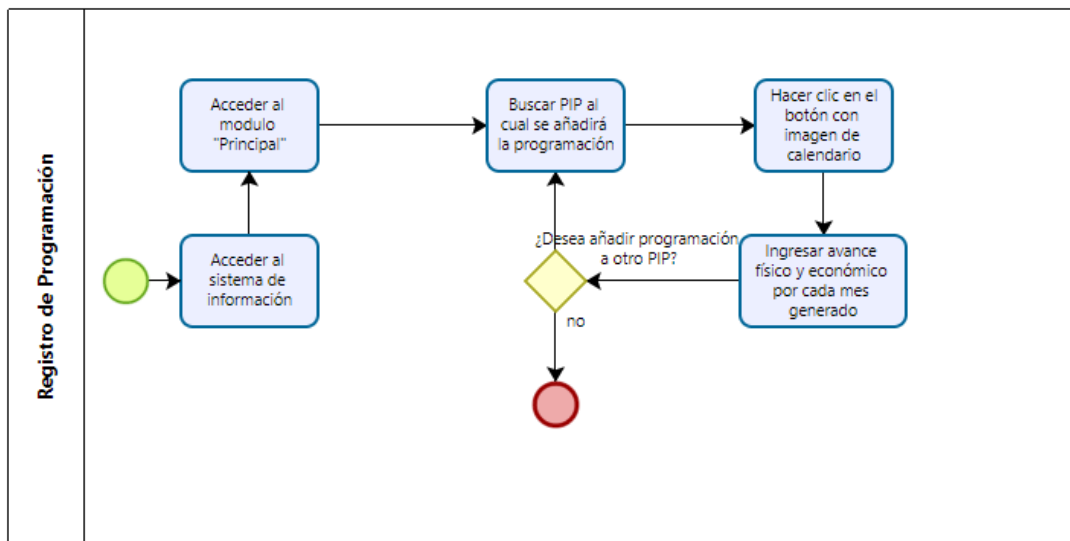 Registro de Programación
Acceder al
modulo
"Principal"
Buscar PIP al
cual se añadirá
la programación
Hacer clic en el
botón con
imagen de
calendario
Acceder al
sistema de
información
¿Desea añadir programación
a otro PIP?
Ingresar avance
físico y económico
por cada mes
generado
no